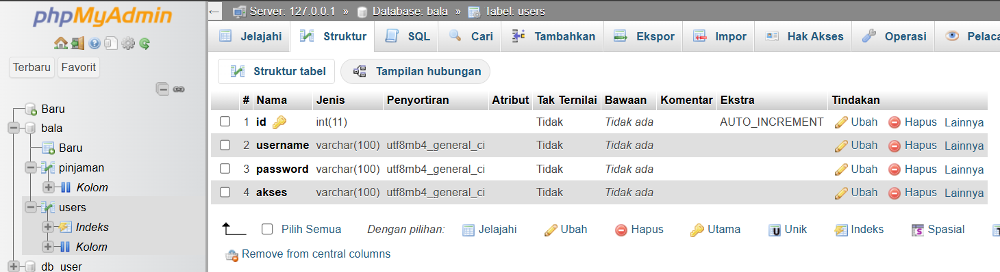 phpMyAdmin
Terbaru Favorit
Baru
bala
Baru
pinjaman
Kolom
users
Indeks
Kolom
db_user
← Server: 127.0.0.1 » Database: bala » Tabel: users
Jelajahi Struktur SQL Cari Tambahkan Ekspor Impor Hak Akses Operasi Pelaca
Struktur tabel Tampilan hubungan
# Nama Jenis Penyortiran Atribut Tak Ternilai Bawaan Komentar Ekstra Tindakan
1 id int(11) Tidak Tidak ada AUTO_INCREMENT Ubah Hapus Lainnya
2 username varchar(100) utf8mb4_general_ci Tidak Tidak ada Ubah Hapus Lainnya
3 password varchar(100) utf8mb4_general_ci Tidak Tidak ada Ubah Hapus Lainnya
4 akses varchar(100) utf8mb4_general_ci Tidak Tidak ada Ubah Hapus Lainnya
Pilih Semua Dengan pilihan: Jelajahi Ubah Hapus Utama Unik Indeks Spasial
Remove from central columns